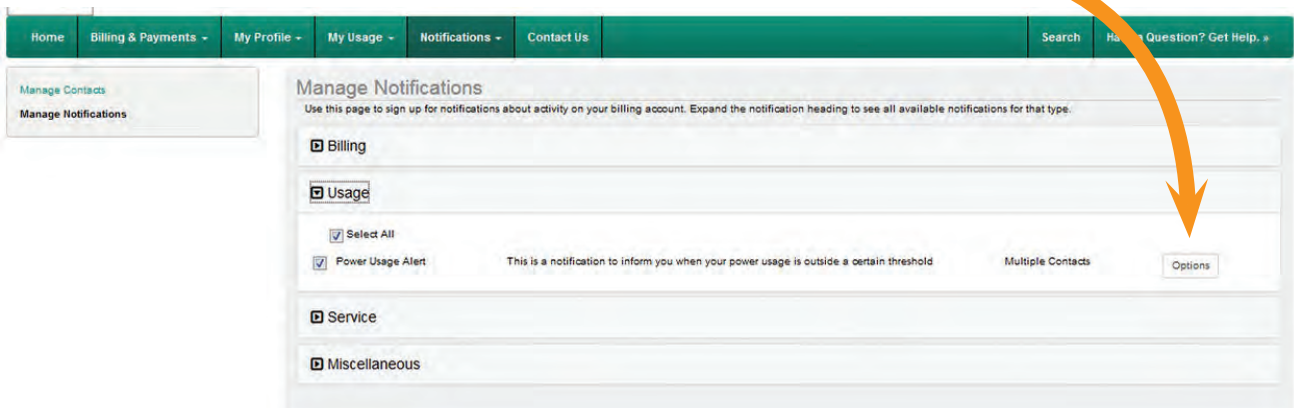 Home Billing & Payments My Profile My Usage Notifications Contact Us Search Question? Get Help. »
Manage Contacts
Manage Notifications
Manage Notifications
Use this page to sign up for notifications about activity on your billing account. Expand the notification heading to see all available notifications for that type.
Billing
Usage
Select All
Power Usage Alert This is a notification to inform you when your power usage is outside a certain threshold Multiple Contacts Options
Service
Miscellaneous